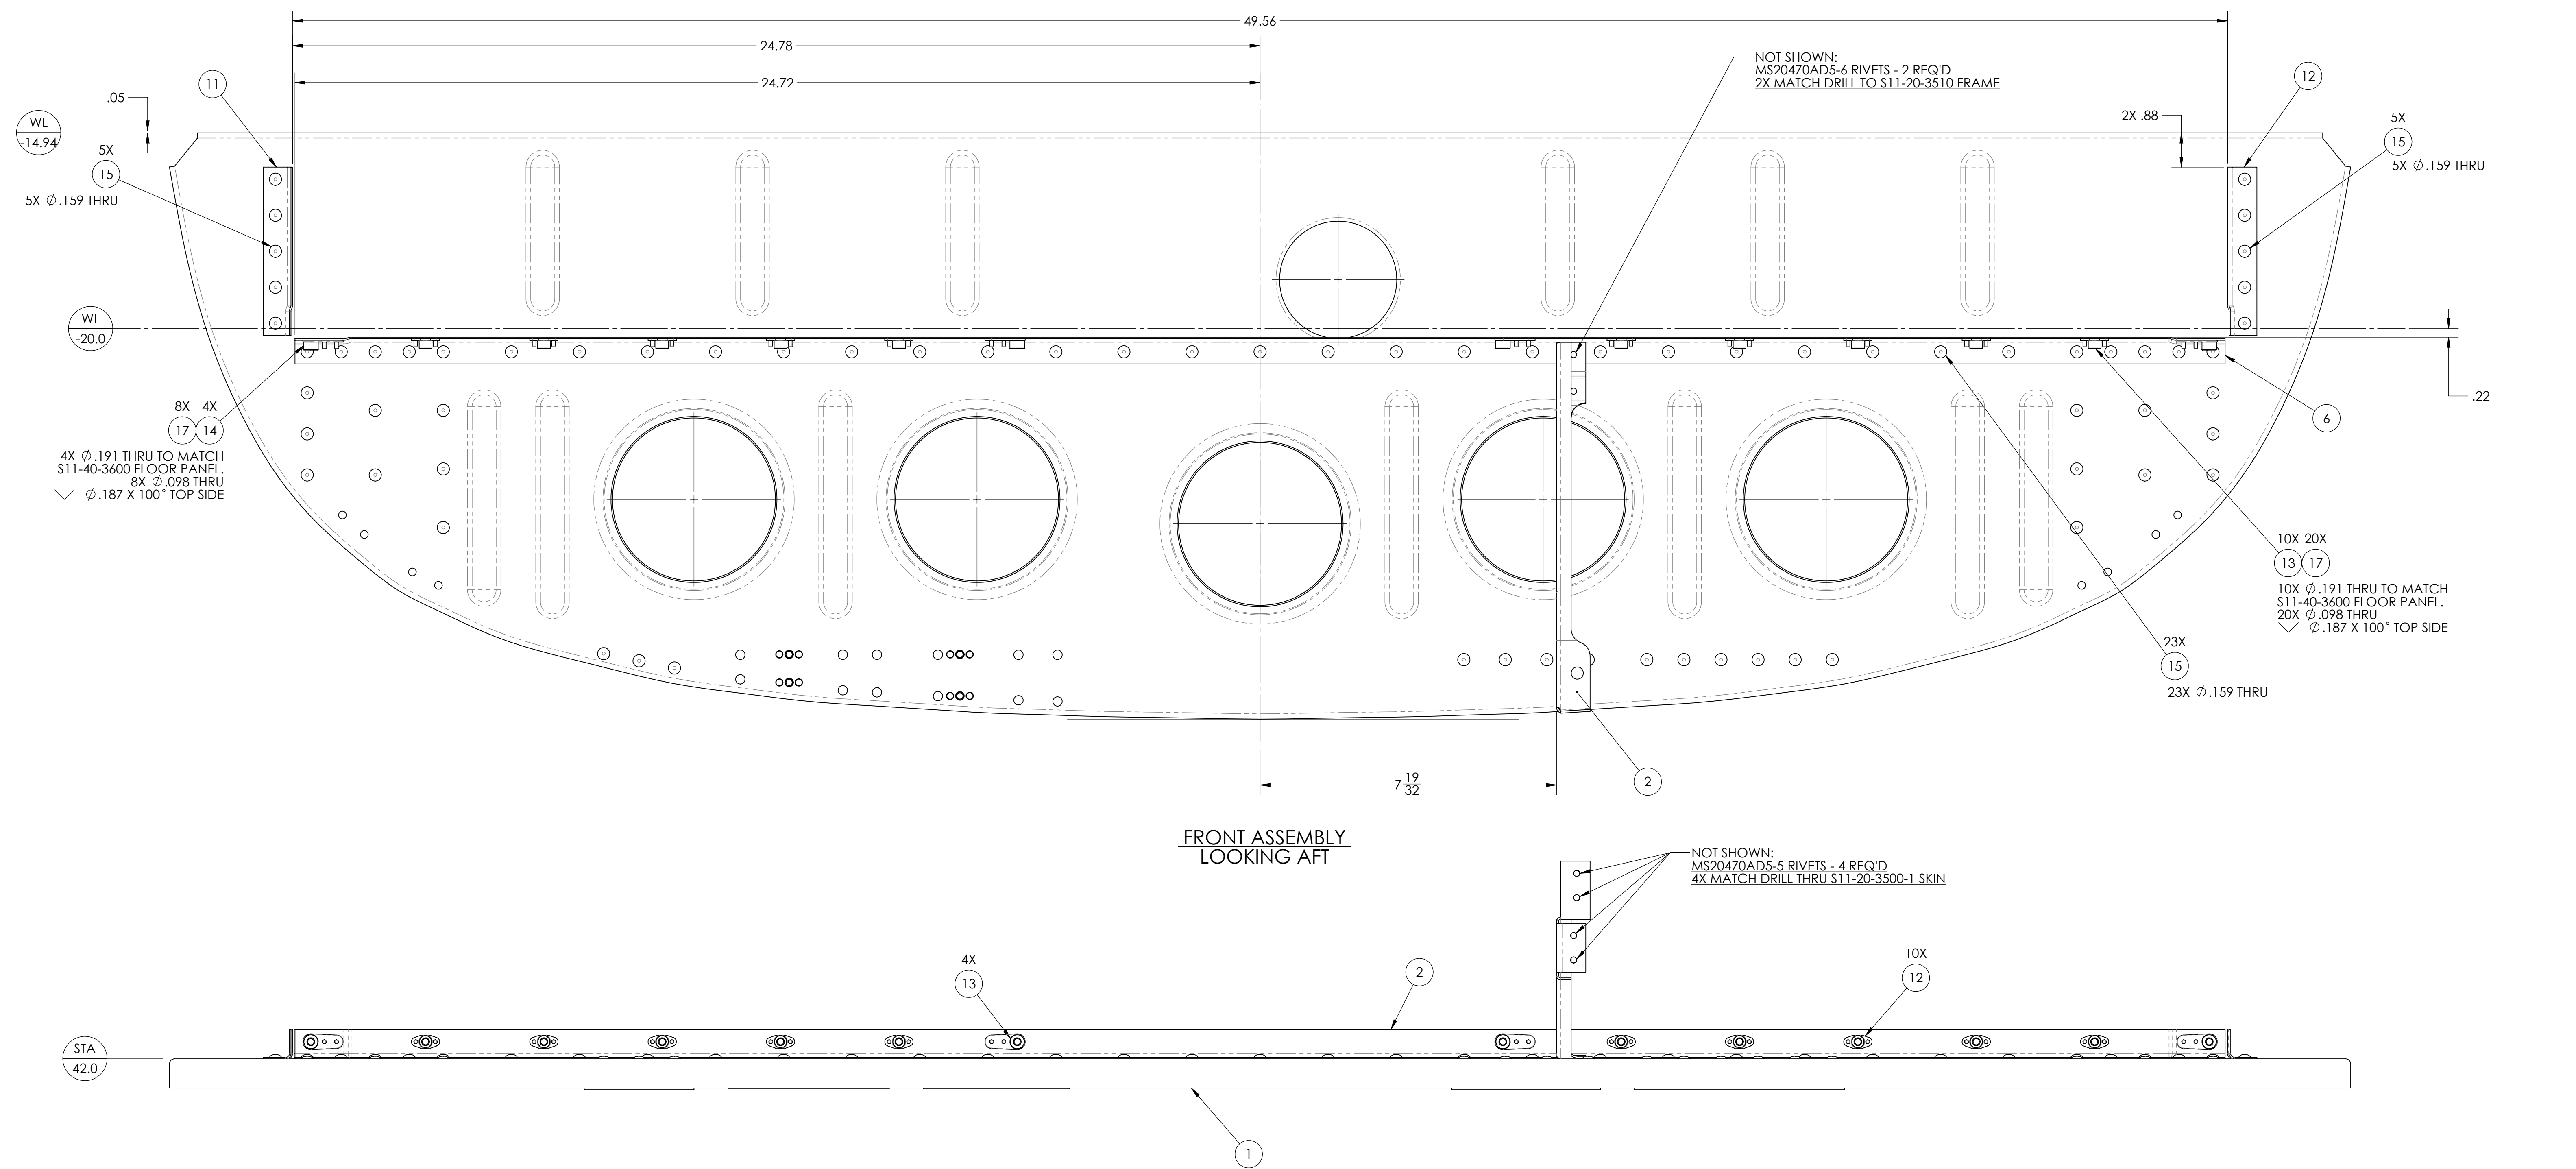 49.56
24.78
24.72
NOT SHOWN:
MS20470AD5-6 RIVETS - 2 REQ'D
2X MATCH DRILL TO S11-20-3510 FRAME
11
12
.05
WL
-14.94
2X .88
5X
15
5X Ø.159 THRU
5X
15
5X Ø.159 THRU
WL
-20.0
.22
8X 4X
17 14
4X Ø.191 THRU TO MATCH
S11-40-3600 FLOOR PANEL.
8X Ø.098 THRU
⌵ Ø.187 X 100° TOP SIDE
6
10X 20X
13 17
10X Ø.191 THRU TO MATCH
S11-40-3600 FLOOR PANEL.
20X Ø.098 THRU
⌵ Ø.187 X 100° TOP SIDE
23X
15
23X Ø.159 THRU
7 19/32
2
FRONT ASSEMBLY
LOOKING AFT
NOT SHOWN:
MS20470AD5-5 RIVETS - 4 REQ'D
4X MATCH DRILL THRU S11-20-3500-1 SKIN
4X
13
2
10X
12
STA
42.0
1